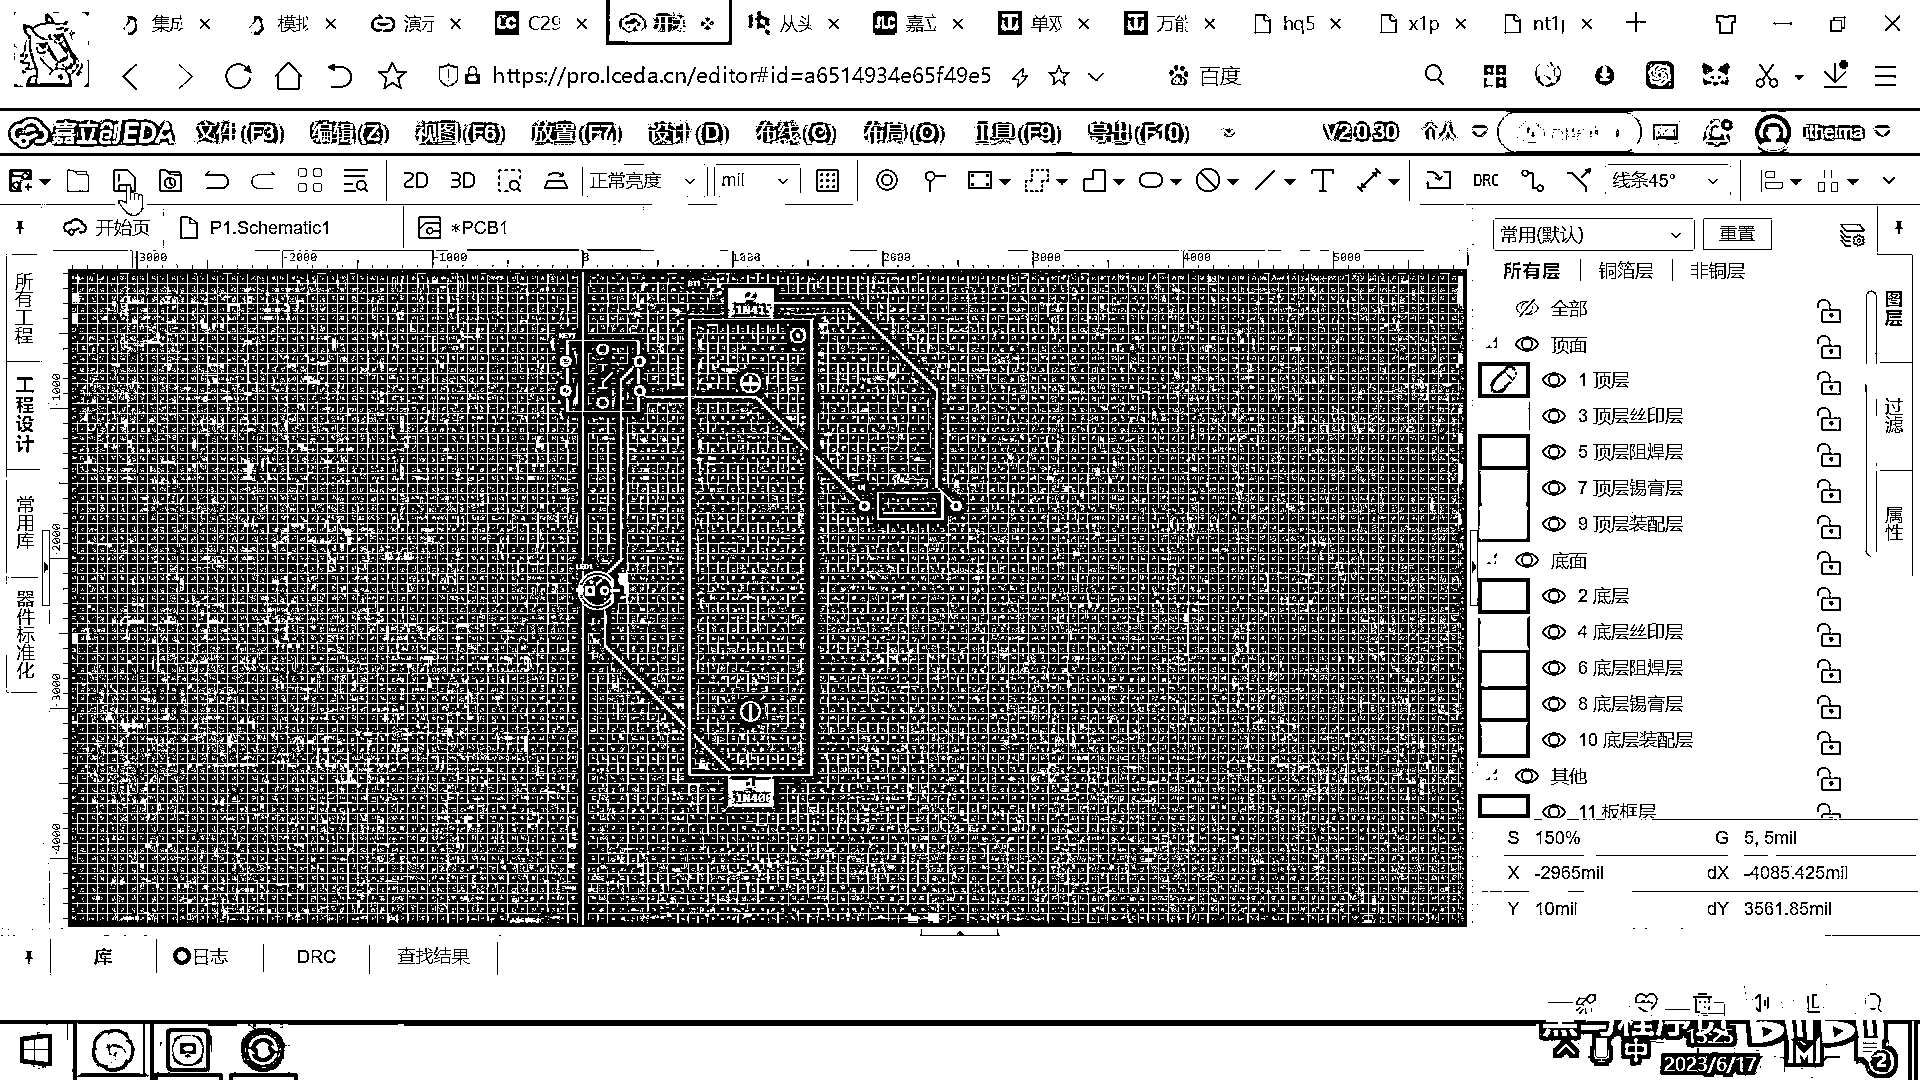 集成
模拟
演示
C29
开
从头
嘉立
单双
万能
hq5
x1p
nt1
https://pro.lceda.cn/editor#id=a6514934e65f49e5
百度
嘉立创EDA 文件(F3) 编辑(Z) 视图(F6) 放置(F7) 设计(D) 布线(C) 布局(O) 工具(F9) 导出(F10) V2.0.30 个人 itheima
2D 3D 正常亮度 mil DRC 线条45°
开始页 P1.Schematic1 *PCB1
常用(默认) 重置
所有层 铜箔层 非铜层
全部
顶面
1 顶层
3 顶层丝印层
5 顶层阻焊层
7 顶层锡膏层
9 顶层装配层
底面
2 底层
4 底层丝印层
6 底层阻焊层
8 底层锡膏层
10 底层装配层
其他
11 板框层
图层
过滤
属性
所有工程
工程设计
常用库
器件标准化
-3000 -2000 -1000 0 1000 2000 3000 4000 5000
-1000
-2000
-3000
-4000
LED1
S 150% G 5, 5mil
X -2965mil dX -4085.425mil
Y 10mil dY 3561.85mil
库 日志 DRC 查找结果
中
15:25
2023/6/17
2